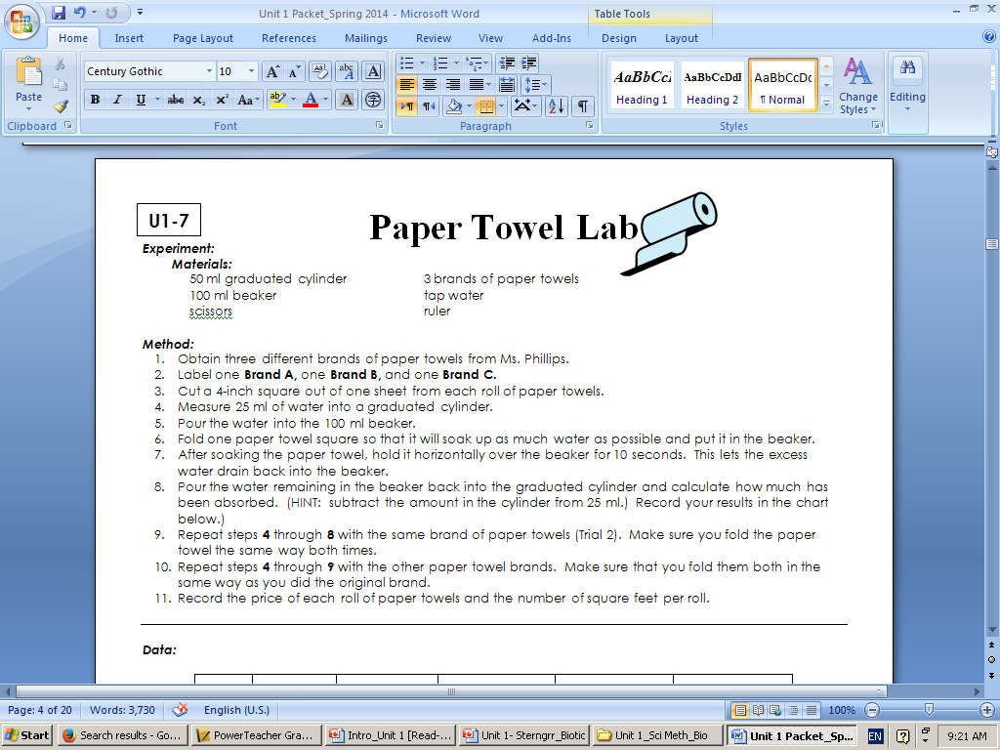 Unit 1 Packet_Spring 2014 - Microsoft Word
Table Tools
Home Insert Page Layout References Mailings Review View Add-Ins Design Layout
Century Gothic 10
AaBbCcI AaBbCcDdE AaBbCcDc
Paste Heading 1 Heading 2 ¶ Normal Change Styles Editing
Clipboard Font Paragraph Styles
U1-7
Paper Towel Lab
Experiment:
Materials:
50 ml graduated cylinder 3 brands of paper towels
100 ml beaker tap water
scissors ruler
Method:
1. Obtain three different brands of paper towels from Ms. Phillips.
2. Label one Brand A, one Brand B, and one Brand C.
3. Cut a 4-inch square out of one sheet from each roll of paper towels.
4. Measure 25 ml of water into a graduated cylinder.
5. Pour the water into the 100 ml beaker.
6. Fold one paper towel square so that it will soak up as much water as possible and put it in the beaker.
7. After soaking the paper towel, hold it horizontally over the beaker for 10 seconds. This lets the excess
water drain back into the beaker.
8. Pour the water remaining in the beaker back into the graduated cylinder and calculate how much has
been absorbed. (HINT: subtract the amount in the cylinder from 25 ml.) Record your results in the chart
below.)
9. Repeat steps 4 through 8 with the same brand of paper towels (Trial 2). Make sure you fold the paper
towel the same way both times.
10. Repeat steps 4 through 9 with the other paper towel brands. Make sure that you fold them both in the
same way as you did the original brand.
11. Record the price of each roll of paper towels and the number of square feet per roll.
Data:
Page: 4 of 20 Words: 3,730 English (U.S.) 100%
Start Search results - Go... PowerTeacher Gra... Intro_Unit 1 [Read-... Unit 1- Sterngrr_Biotic Unit 1_Sci Meth_Bio Unit 1 Packet_Sp... EN 9:21 AM